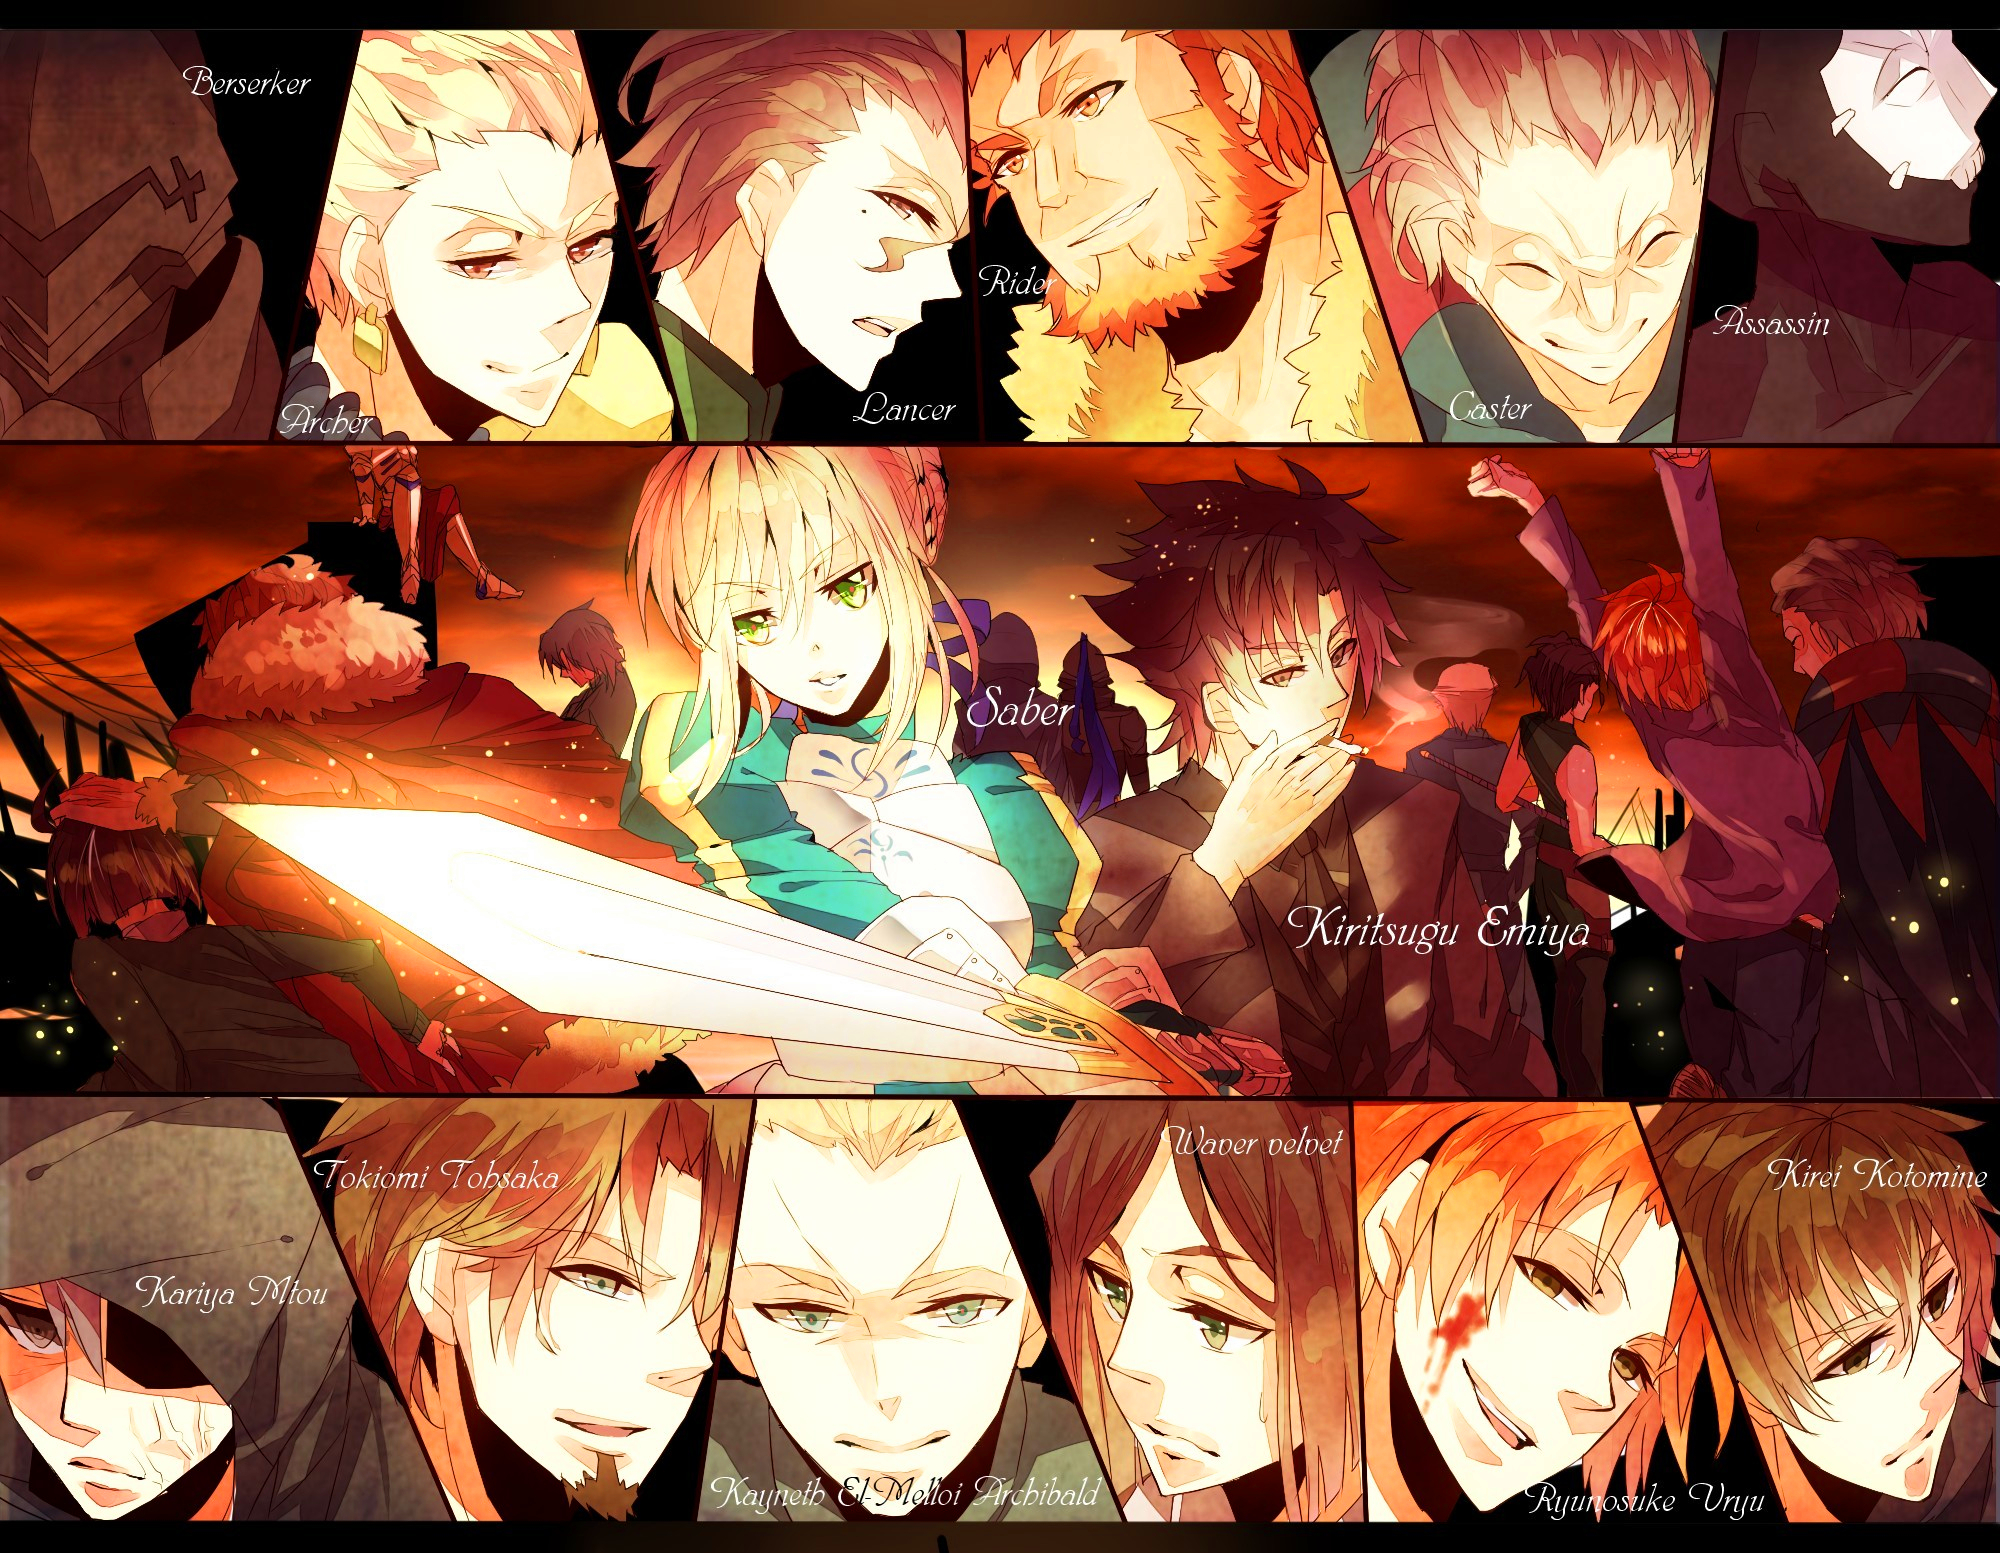 Berserker
Archer
Lancer
Rider
Caster
Assassin
Saber
Kiritsugu Emiya
Kariya Mtou
Tokiomi Tohsaka
Kayneth El-Melloi Archibald
Waver velvet
Ryunosuke Uryu
Kirei Kotomine